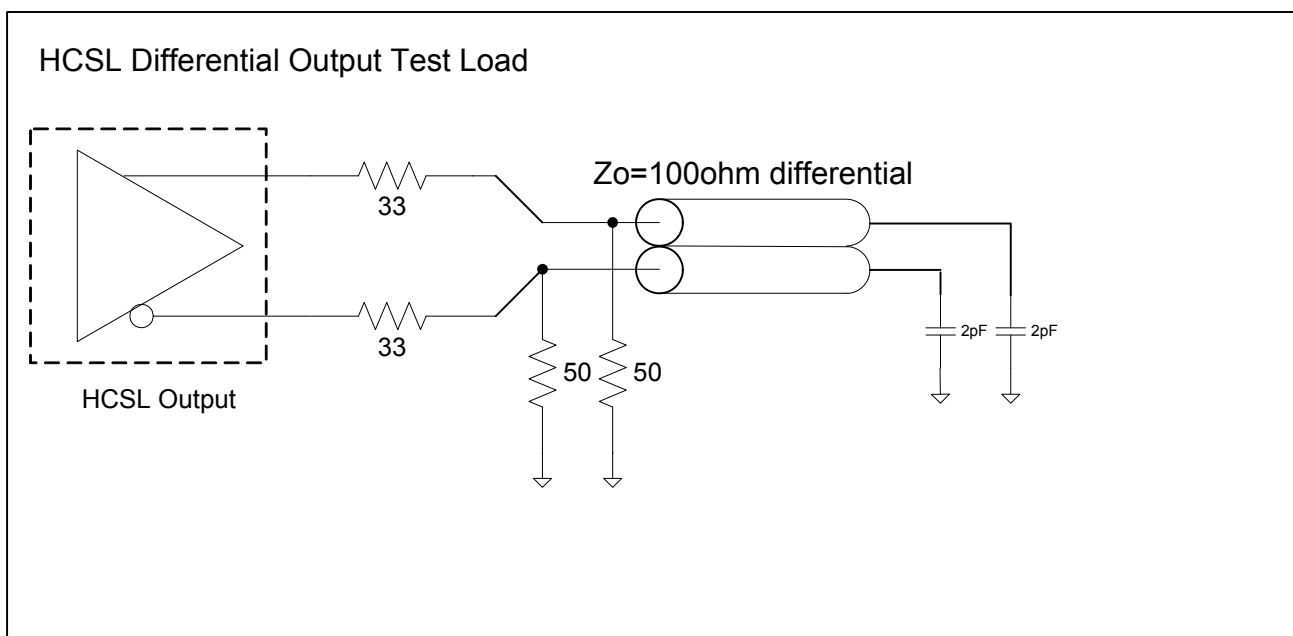 HCSL Differential Output Test Load
Zo=100ohm differential
33
33
50
50
2pF
2pF
HCSL Output